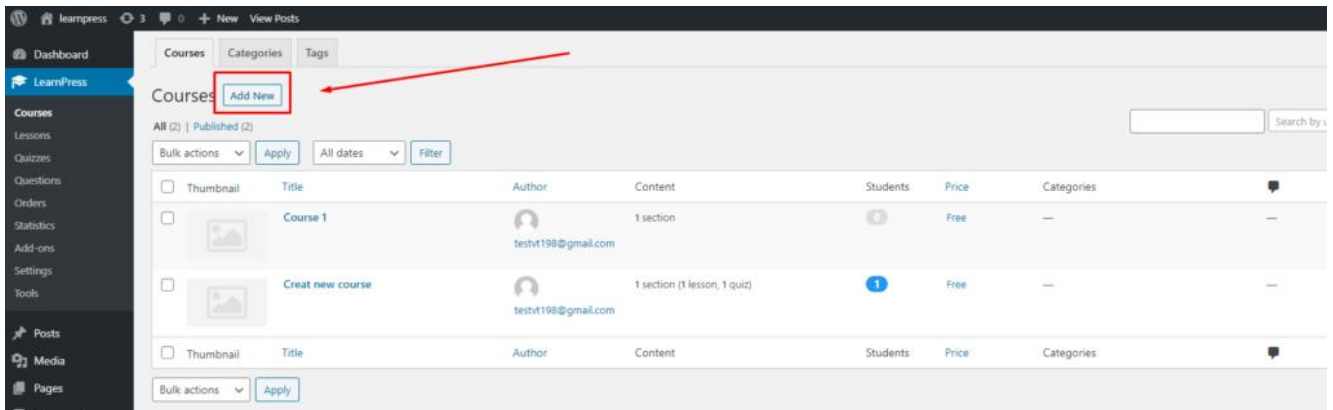 learnpress 3 0 + New View Posts
Dashboard
LearnPress
Courses
Lessons
Quizzes
Questions
Orders
Statistics
Add-ons
Settings
Tools
Posts
Media
Pages
Courses Categories Tags
Courses Add New
All (2) | Published (2)
Search by u
Bulk actions Apply All dates Filter
Thumbnail Title Author Content Students Price Categories
Course 1 1 section 0 Free —  —
testvt198@gmail.com
Creat new course 1 section (1 lesson, 1 quiz) 1 Free — —
testvt198@gmail.com
Thumbnail Title Author Content Students Price Categories
Bulk actions Apply